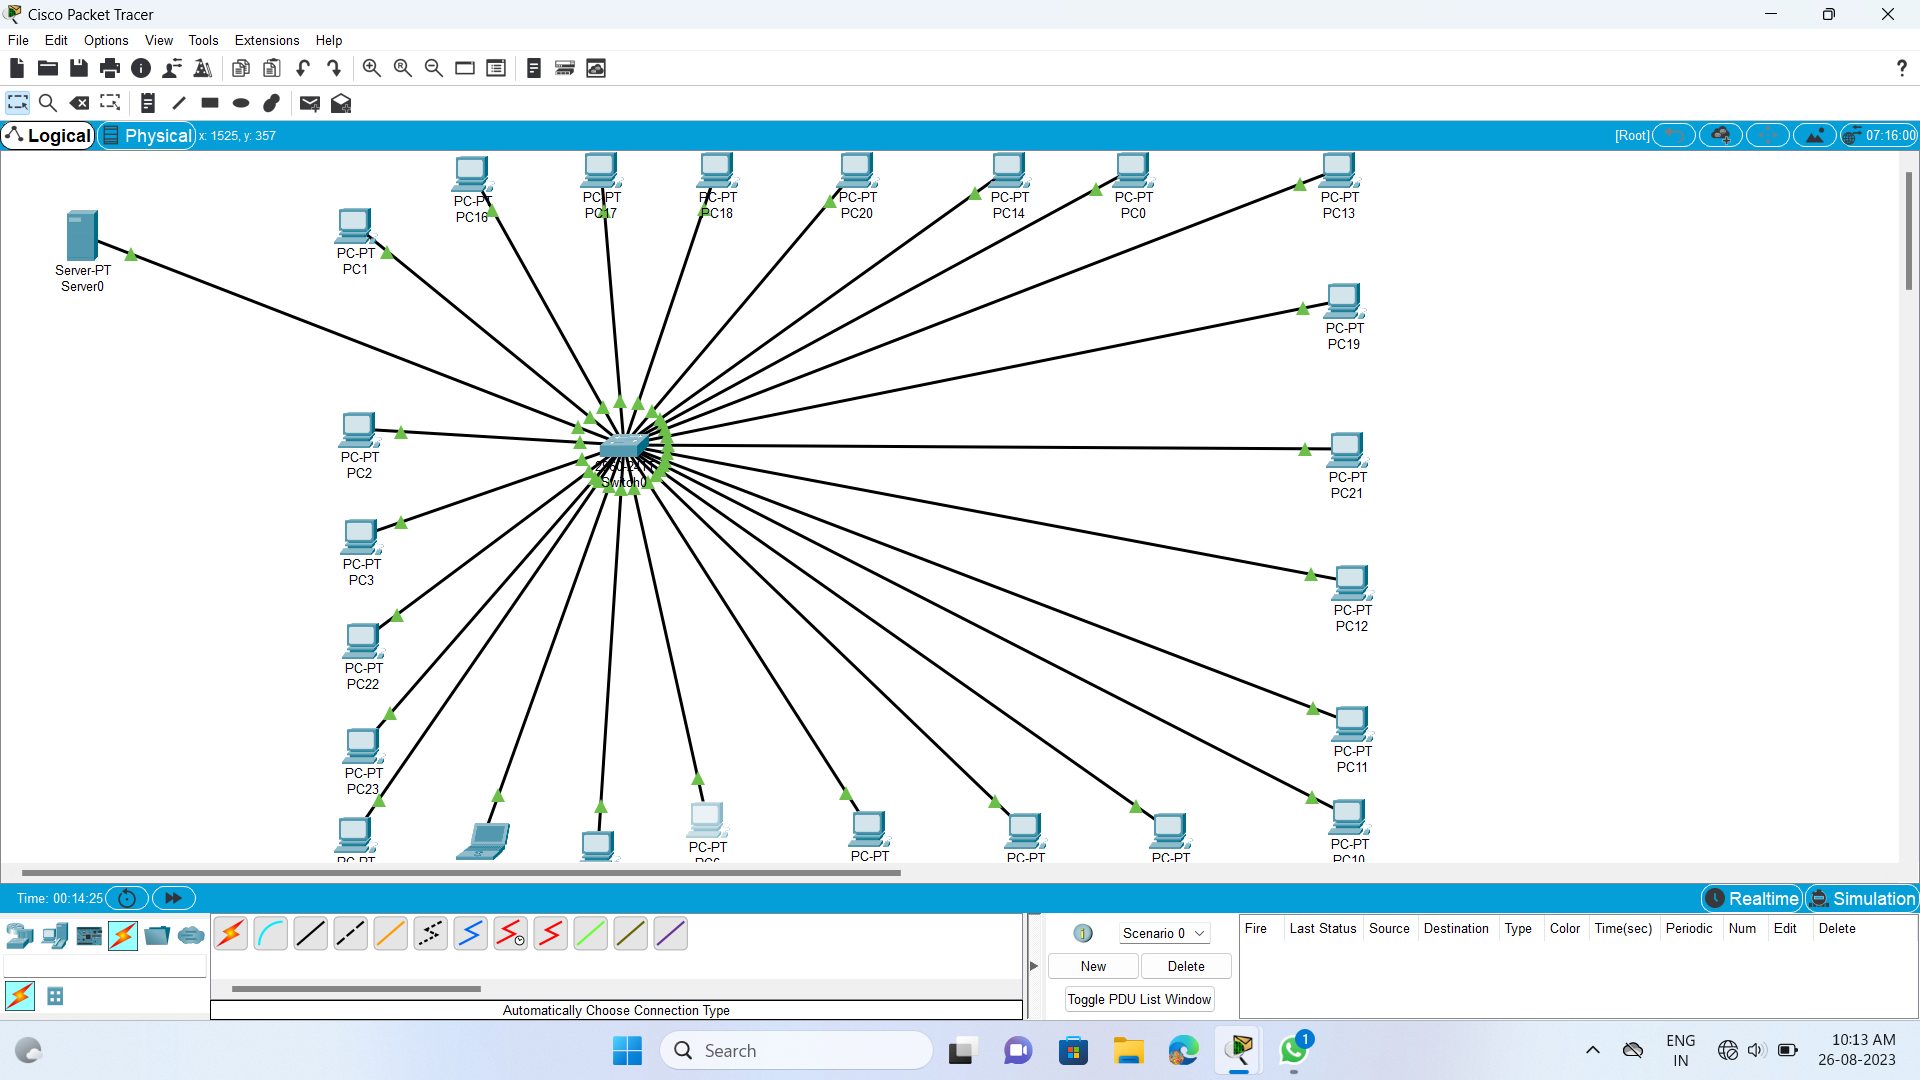 Cisco Packet Tracer
File Edit Options View Tools Extensions Help
Logical Physical x: 1525, y: 357 [Root] 07:16:00
Server-PT
Server0
PC-PT
PC1
PC-PT
PC16
PC-PT
PC17
PC-PT
PC18
PC-PT
PC20
PC-PT
PC14
PC-PT
PC0
PC-PT
PC13
PC-PT
PC19
PC-PT
PC2
Switch0
PC-PT
PC21
PC-PT
PC3
PC-PT
PC12
PC-PT
PC22
PC-PT
PC11
PC-PT
PC23
PC-PT
PC-PT
PC6
PC-PT
PC-PT
PC-PT
PC-PT
PC10
Time: 00:14:25 Realtime Simulation
Scenario 0
New Delete
Toggle PDU List Window
Fire Last Status Source Destination Type Color Time(sec) Periodic Num Edit Delete
Automatically Choose Connection Type
Search
1
ENG
IN
10:13 AM
26-08-2023